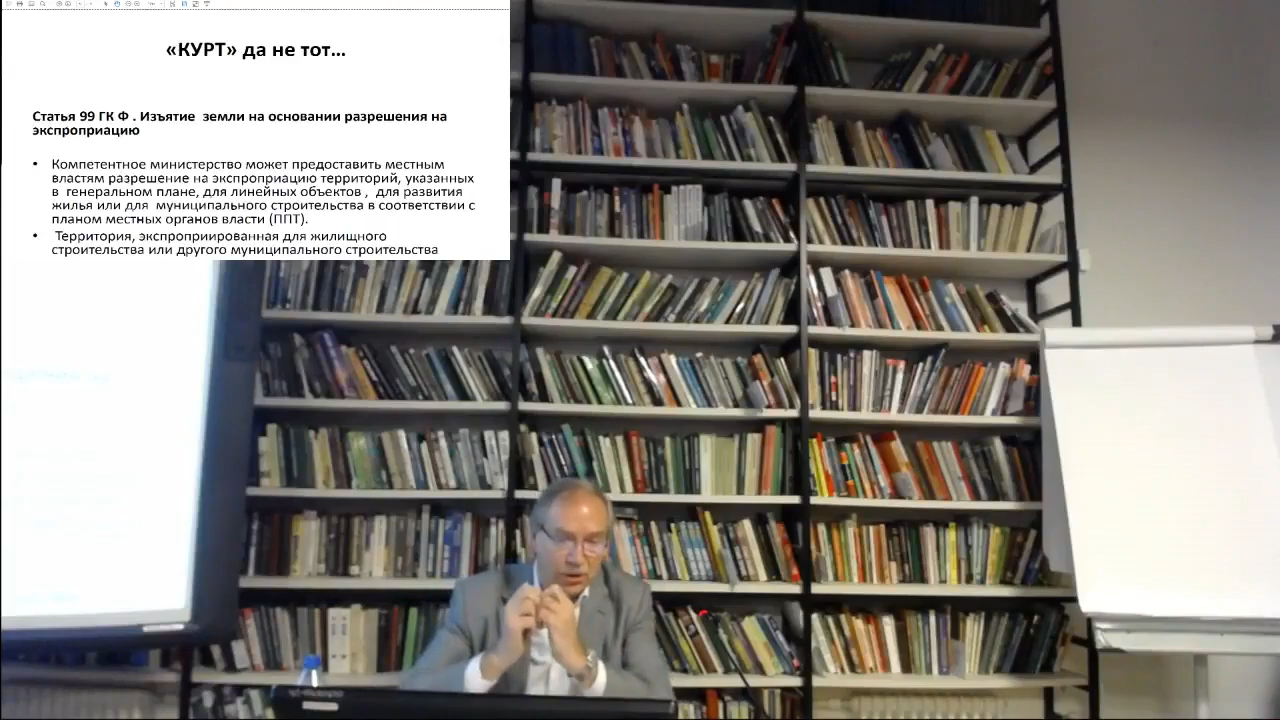 «КУРТ» да не тот…
Статья 99 ГК Ф . Изъятие земли на основании разрешения на
экспроприацию
• Компетентное министерство может предоставить местным
властям разрешение на экспроприацию территорий, указанных
в генеральном плане, для линейных объектов , для развития
жилья или для муниципального строительства в соответствии с
планом местных органов власти (ППТ).
• Территория, экспроприированная для жилищного
строительства или другого муниципального строительства